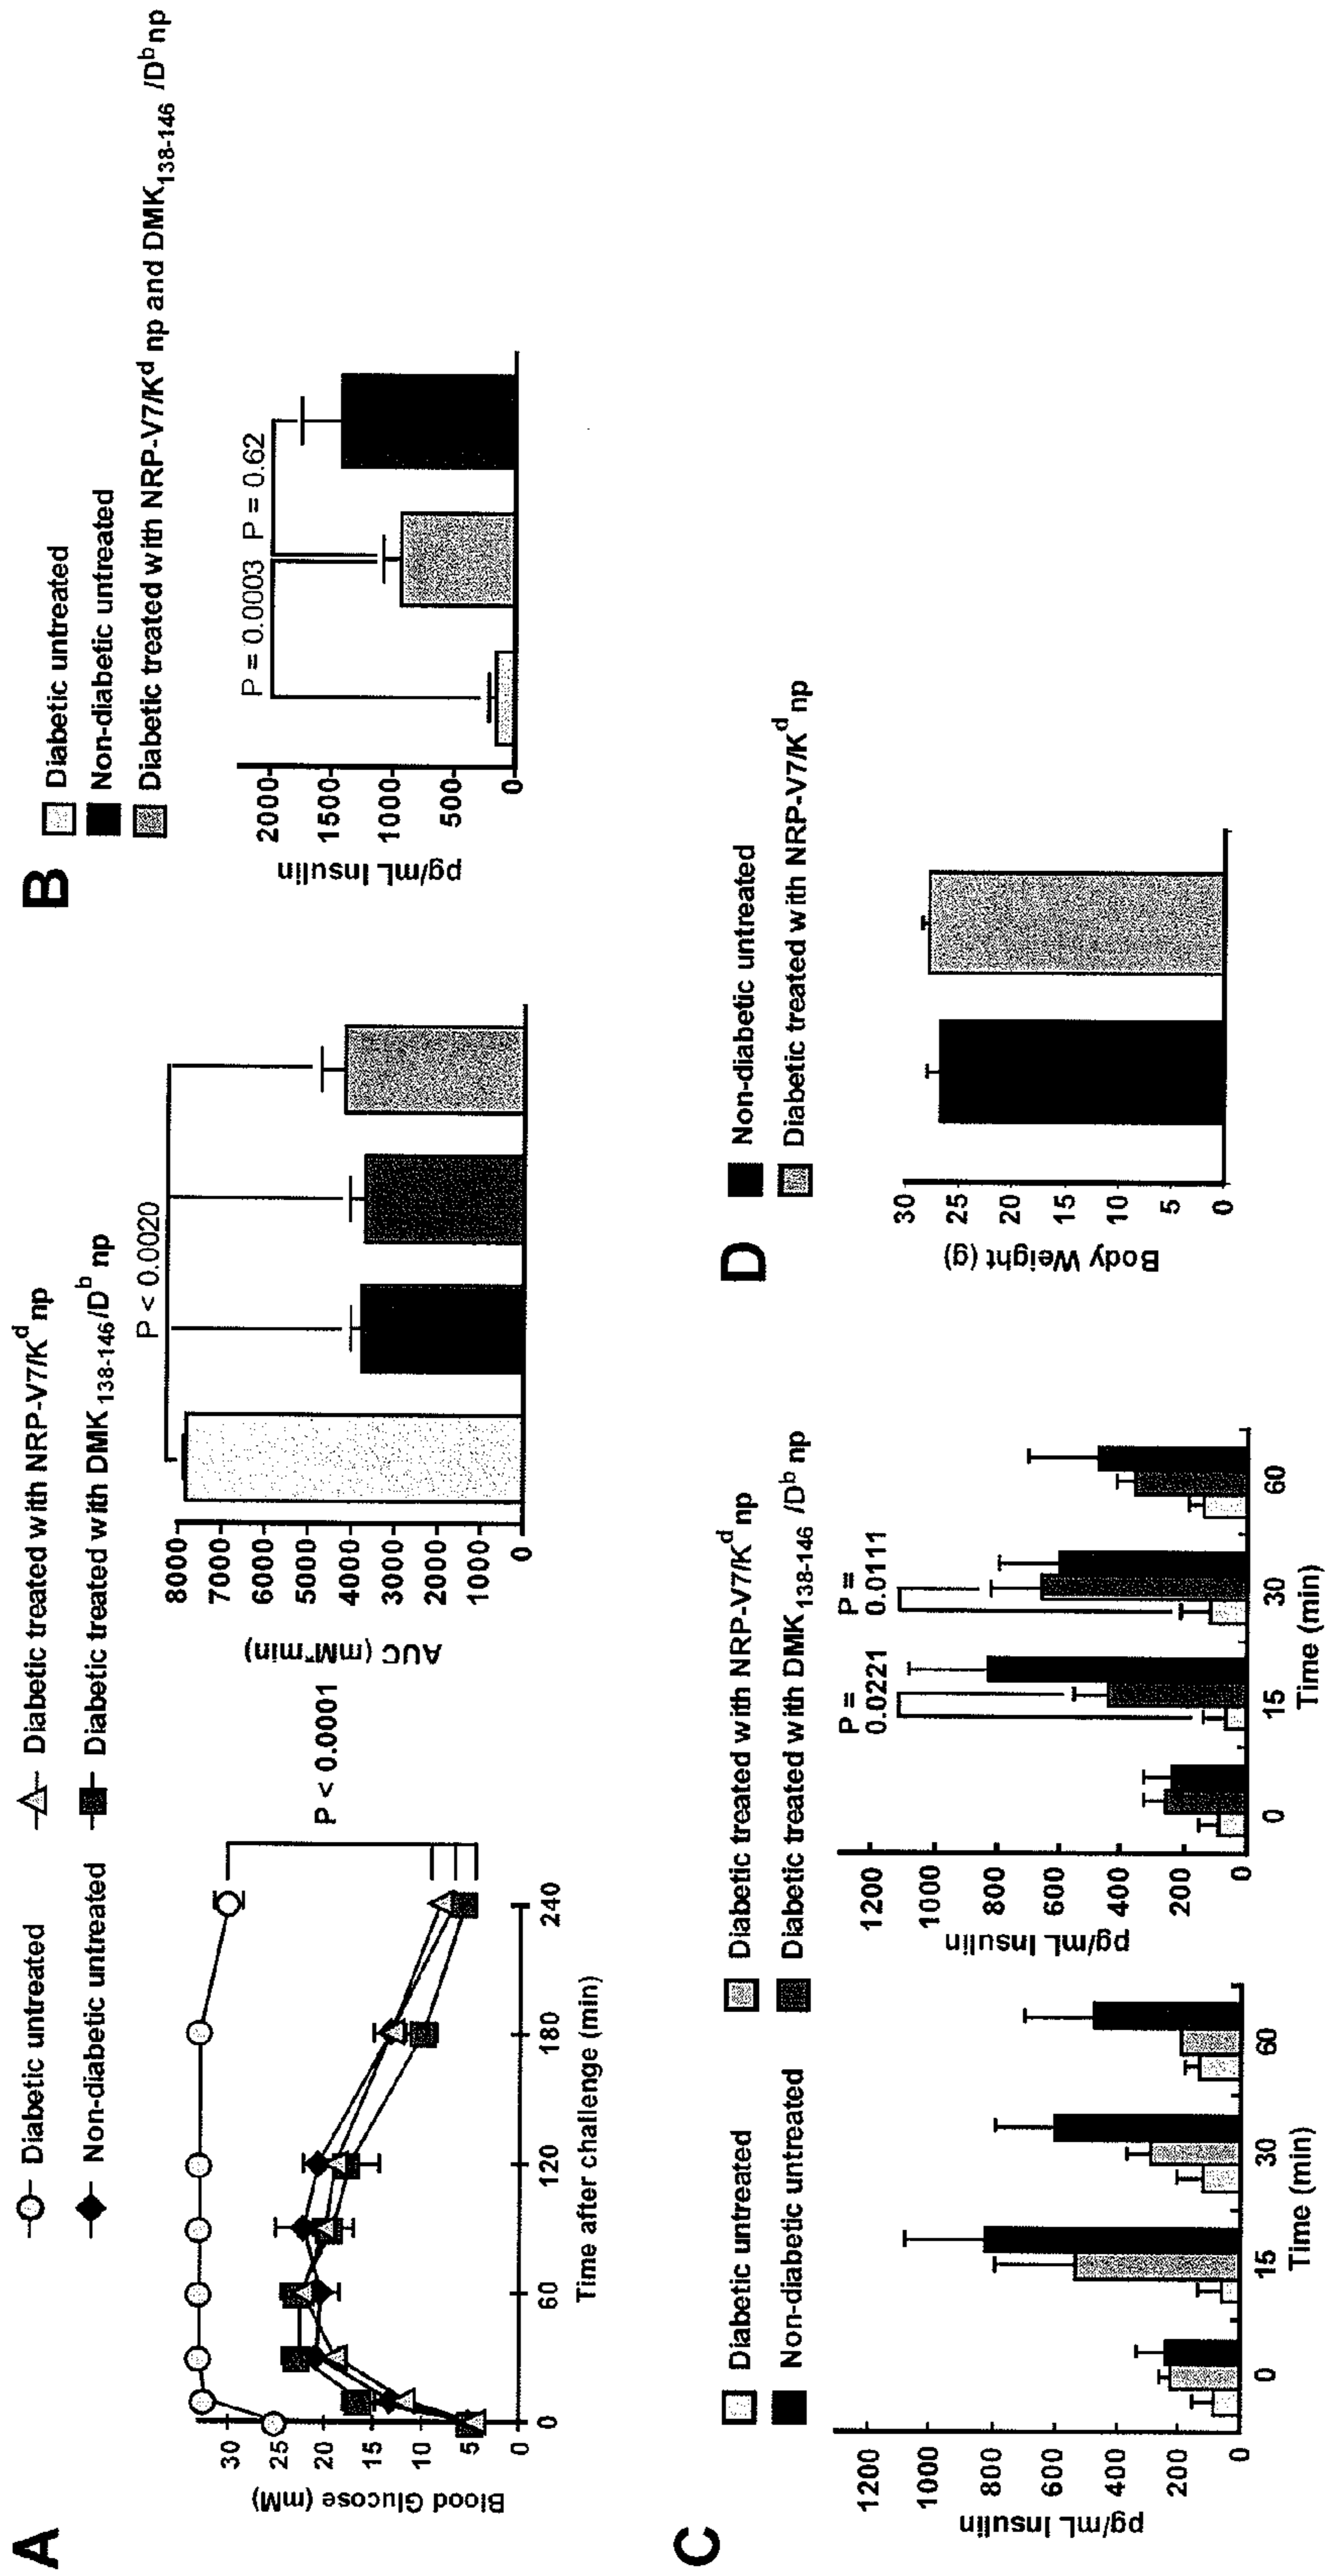 A
Diabetic untreated
Diabetic treated with NRP-V7/Kᵈ np
Non-diabetic untreated
Diabetic treated with DMK₁₃₈₋₁₄₆/Dᵇ np
Blood Glucose (mM)
30
25
20
15
10
5
0
0
60
120
180
240
Time after challenge (min)
P < 0.0001
AUC (mM*min)
8000
7000
6000
5000
4000
3000
2000
1000
0
P < 0.0020
B
Diabetic untreated
Non-diabetic untreated
Diabetic treated with NRP-V7/Kᵈ np and DMK₁₃₈₋₁₄₆ /Dᵇ np
pg/mL Insulin
2000
1500
1000
500
0
P = 0.0003
P = 0.62
C
Diabetic untreated
Diabetic treated with NRP-V7/Kᵈ np
Non-diabetic untreated
Diabetic treated with DMK₁₃₈₋₁₄₆ /Dᵇ np
pg/mL Insulin
1200
1000
800
600
400
200
0
0
15
30
60
Time (min)
pg/mL Insulin
1200
1000
800
600
400
200
0
P =
0.0221
P =
0.0111
0
15
30
60
Time (min)
D
Non-diabetic untreated
Diabetic treated with NRP-V7/Kᵈ np
Body Weight (g)
30
25
20
15
10
5
0